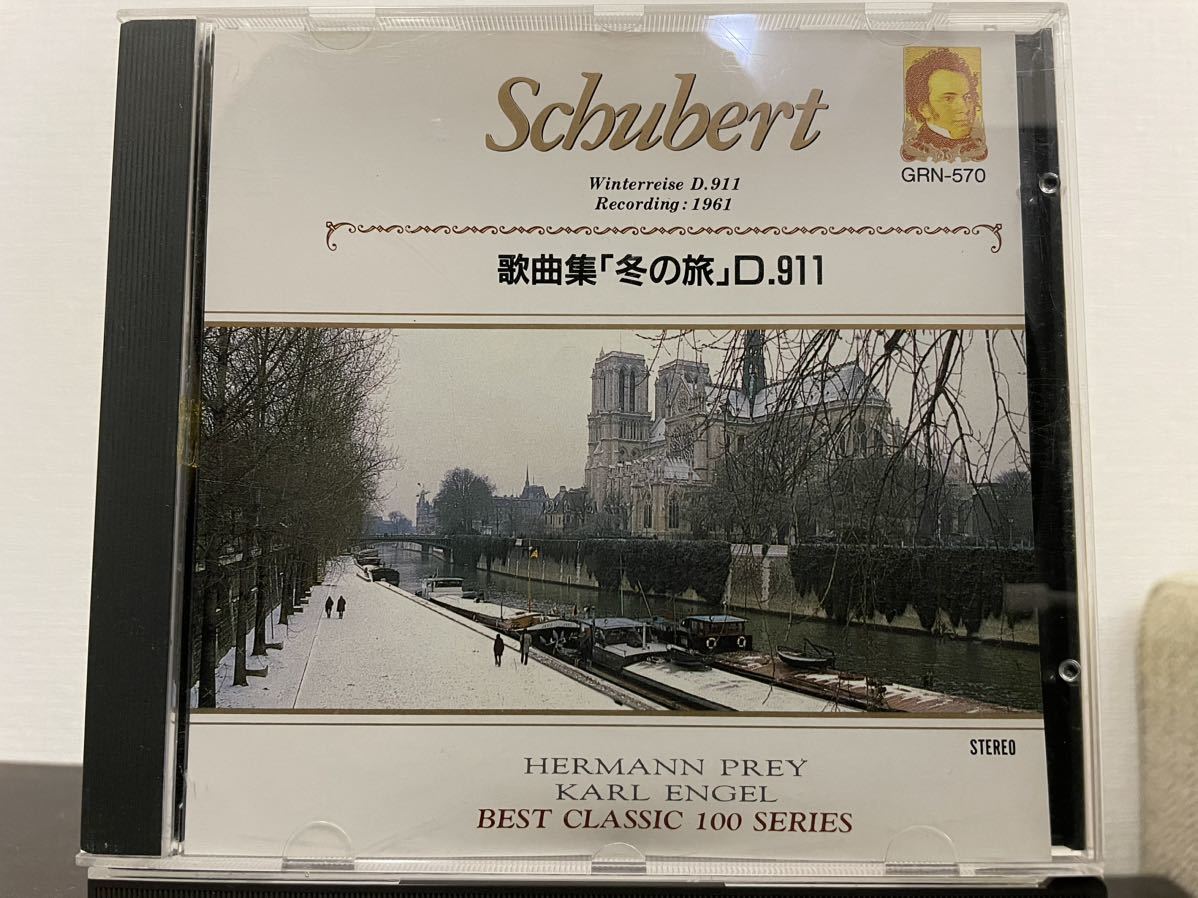 Schubert
GRN-570
Winterreise D.911
Recording: 1961
歌曲集「冬の旅」D.911
STEREO
HERMANN PREY
KARL ENGEL
BEST CLASSIC 100 SERIES